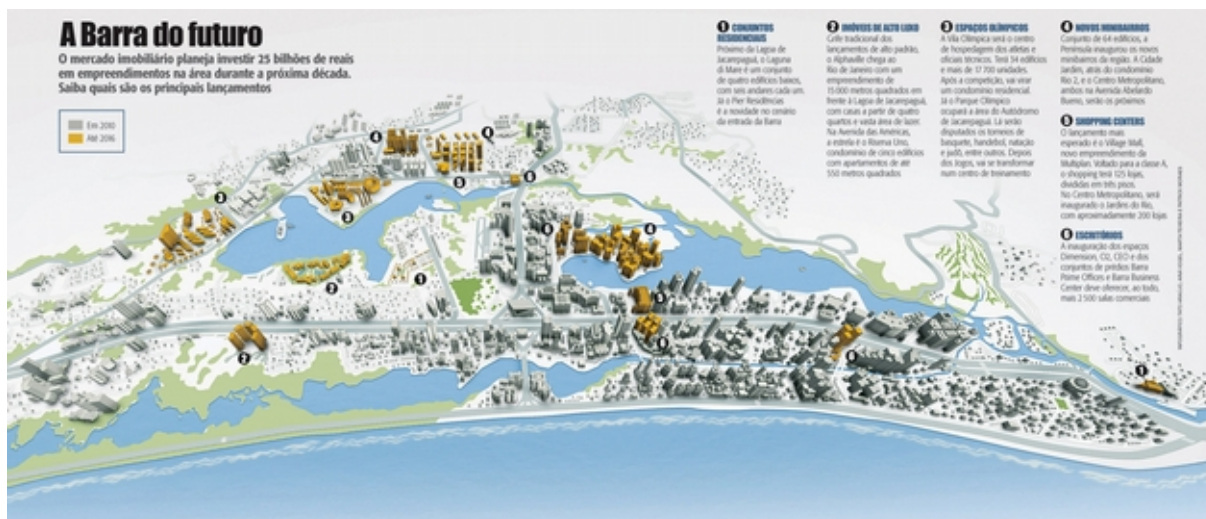 A Barra do futuro
O mercado imobiliário planeja investir 25 bilhões de reais
em empreendimentos na área durante a próxima década.
Saiba quais são os principais lançamentos
Em 2010
Até 2016
1 CONJUNTOS
RESIDENCIAIS
Próximo da Lagoa de
Jacarepaguá, o Laguna
di Mare é um conjunto
de quatro edifícios baixos,
com seis andares cada um.
Já o Pier Residências
é a novidade no cenário
da entrada da Barra
2 IMÓVEIS DE ALTO LUXO
Grife tradicional dos
lançamentos de alto padrão,
o Alphaville chega ao
Rio de Janeiro com um
empreendimento de
15 000 metros quadrados em
frente à Lagoa de Jacarepaguá,
com casas a partir de quatro
quartos e vasta área de lazer.
Na Avenida das Américas,
a estrela é o Riserva Uno,
condomínio de cinco edifícios
com apartamentos de até
550 metros quadrados
3 ESPAÇOS OLÍMPICOS
A Vila Olímpica será o centro
de hospedagem dos atletas e
oficiais técnicos. Terá 34 edifícios
e mais de 17 700 unidades.
Após a competição, vai virar
um condomínio residencial.
Já o Parque Olímpico
ocupará a área do Autódromo
de Jacarepaguá. Lá serão
disputados os torneios de
basquete, handebol, natação
e judô, entre outros. Depois
dos Jogos, vai se transformar
num centro de treinamento
4 NOVOS MINIBAIRROS
Conjunto de 64 edifícios, a
Península inaugurou os novos
minibairros da região. A Cidade
Jardim, atrás do condomínio
Rio 2, e o Centro Metropolitano,
ambos na Avenida Abelardo
Bueno, serão os próximos
5 SHOPPING CENTERS
O lançamento mais
esperado é o Village Mall,
novo empreendimento da
Multiplan. Voltado para a classe A,
o shopping terá 125 lojas,
divididas em três pisos.
No Centro Metropolitano, será
inaugurado o Jardins do Rio,
com aproximadamente 200 lojas
6 ESCRITÓRIOS
A inauguração dos espaços
Dimension, O2, CEO e dos
conjuntos de prédios Barra
Prime Offices e Barra Business
Center deve oferecer, ao todo,
mais 2 500 salas comerciais